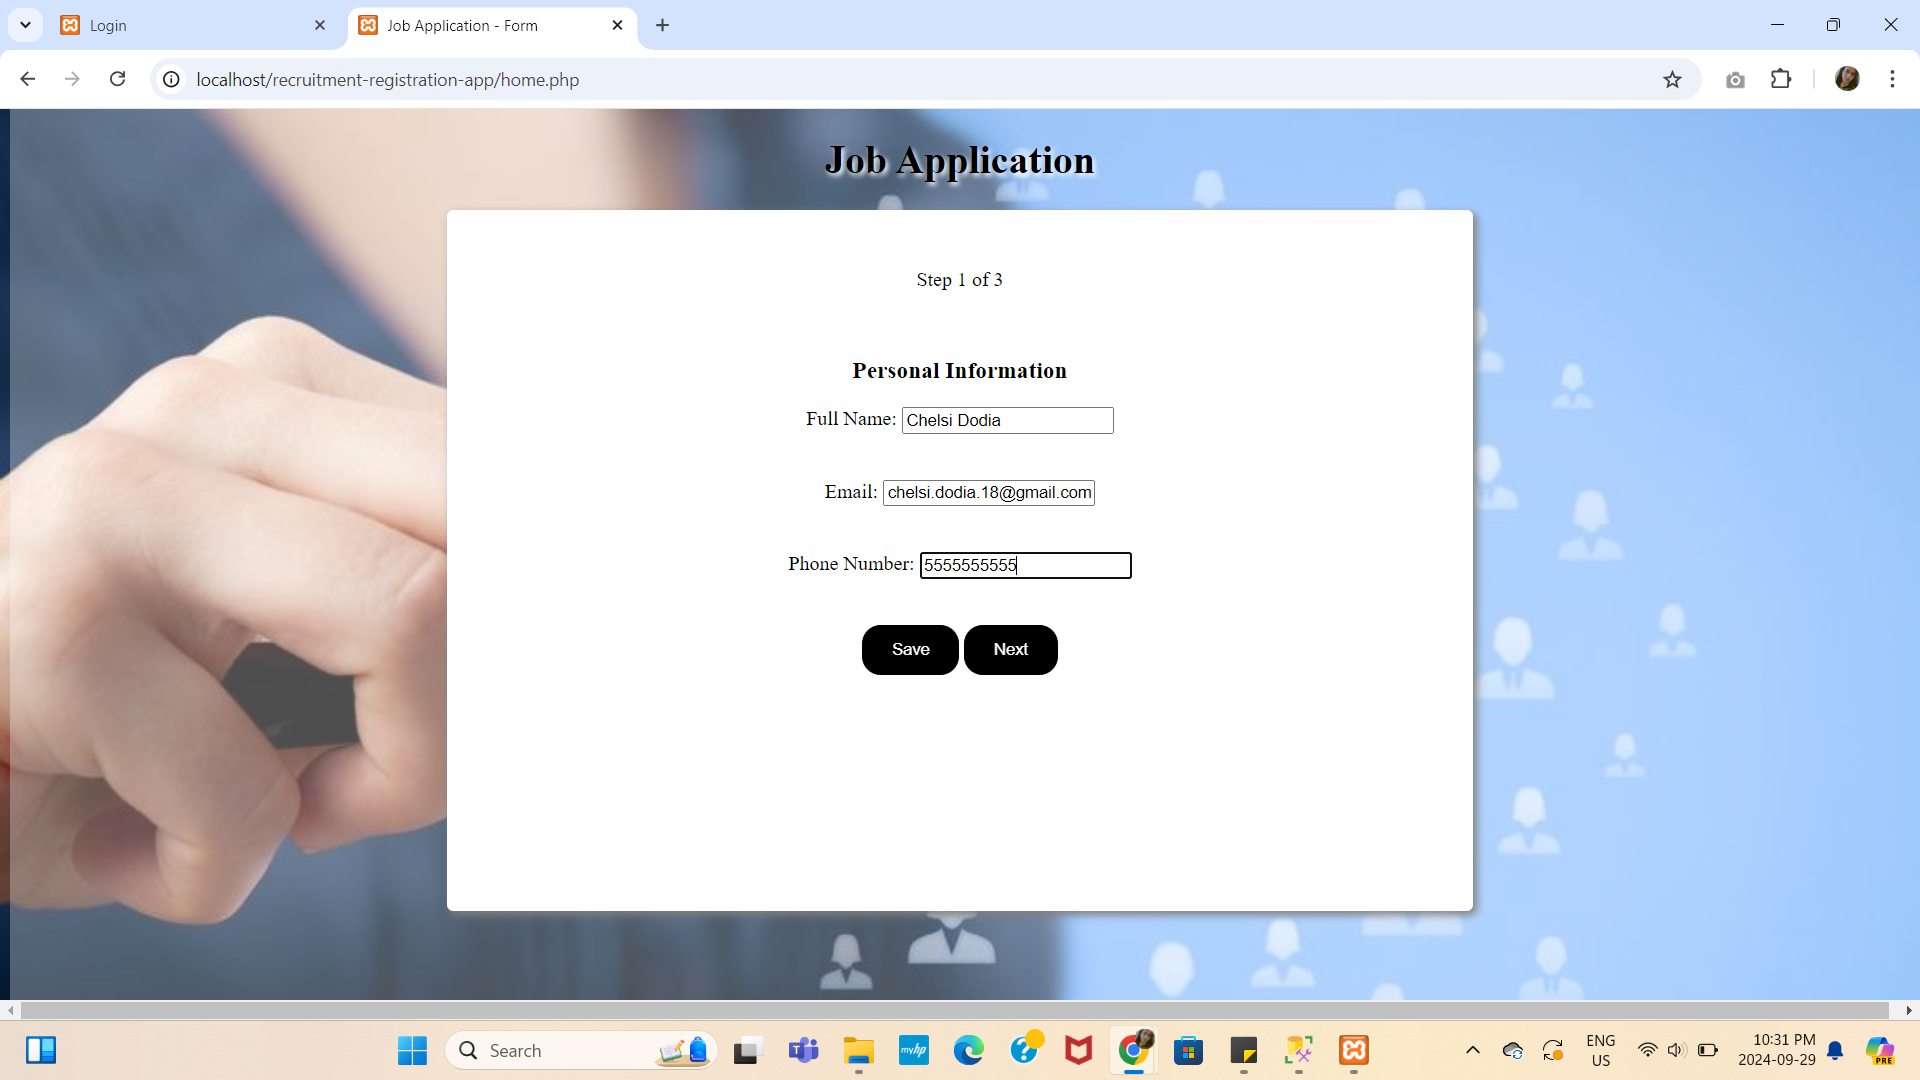 Login
Job Application - Form
localhost/recruitment-registration-app/home.php
Job Application
Step 1 of 3
Personal Information
Full Name: Chelsi Dodia
Email: chelsi.dodia.18@gmail.com
Phone Number: 5555555555
Save Next
Search
myhp
ENG
US
10:31 PM
2024-09-29
PRE